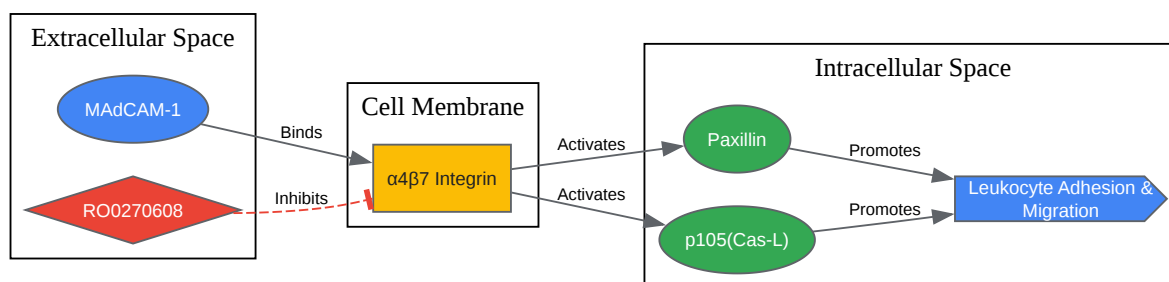 Extracellular Space
MAdCAM-1
RO0270608
Binds
Inhibits
Cell Membrane
α4β7 Integrin
Activates
Activates
Intracellular Space
Paxillin
p105(Cas-L)
Promotes
Promotes
Leukocyte Adhesion &
Migration